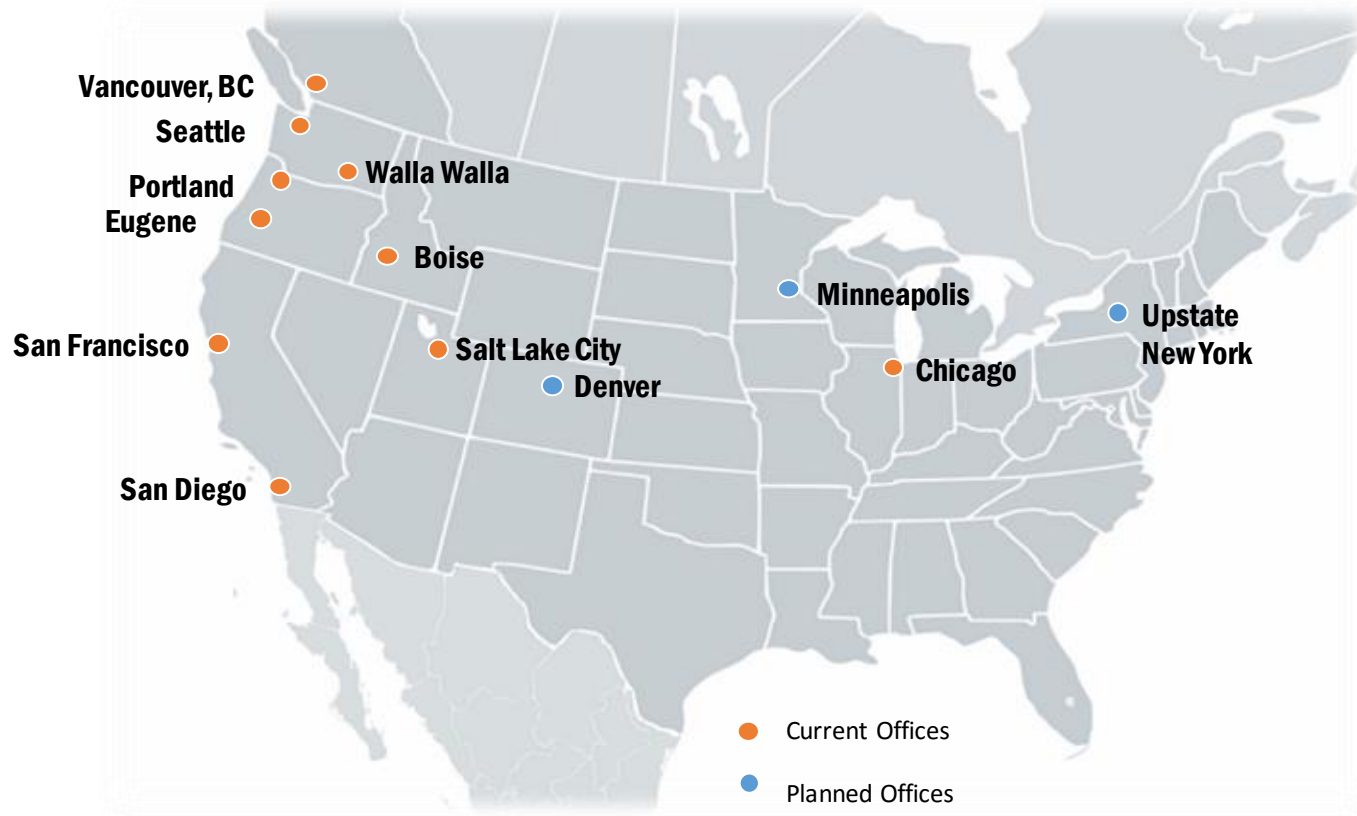 Vancouver, BC
Seattle
Walla Walla
Portland
Eugene
Boise
Minneapolis
Upstate
New York
San Francisco
Salt Lake City
Chicago
Denver
San Diego
Current Offices
Planned Offices